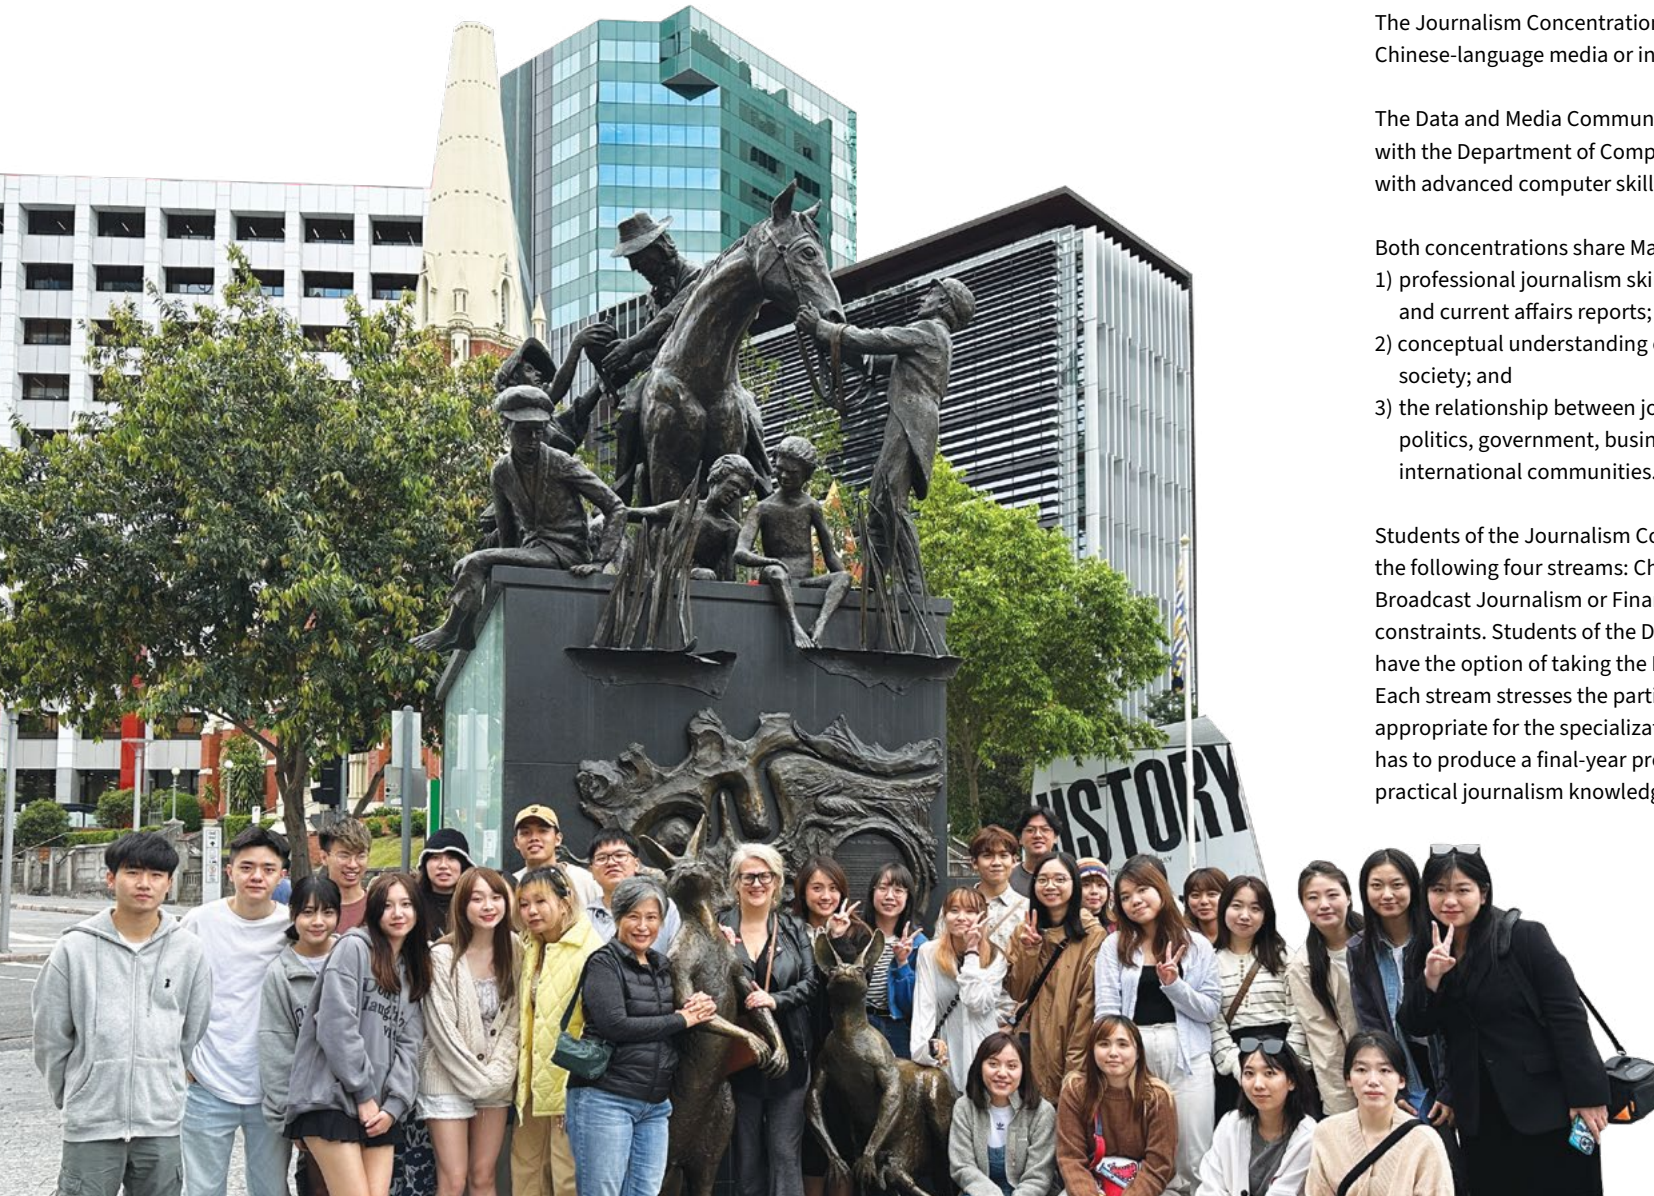 The Journalism Concentration
Chinese-language media or in
The Data and Media Commun
with the Department of Comp
with advanced computer skill
Both concentrations share Ma
1) professional journalism ski
and current affairs reports;
2) conceptual understanding
society; and
3) the relationship between jo
politics, government, busin
international communities.
Students of the Journalism Co
the following four streams: Ch
Broadcast Journalism or Fina
constraints. Students of the D
have the option of taking the
Each stream stresses the parti
appropriate for the specializat
has to produce a final-year pr
practical journalism knowledg
HISTORY
Don't
laugh